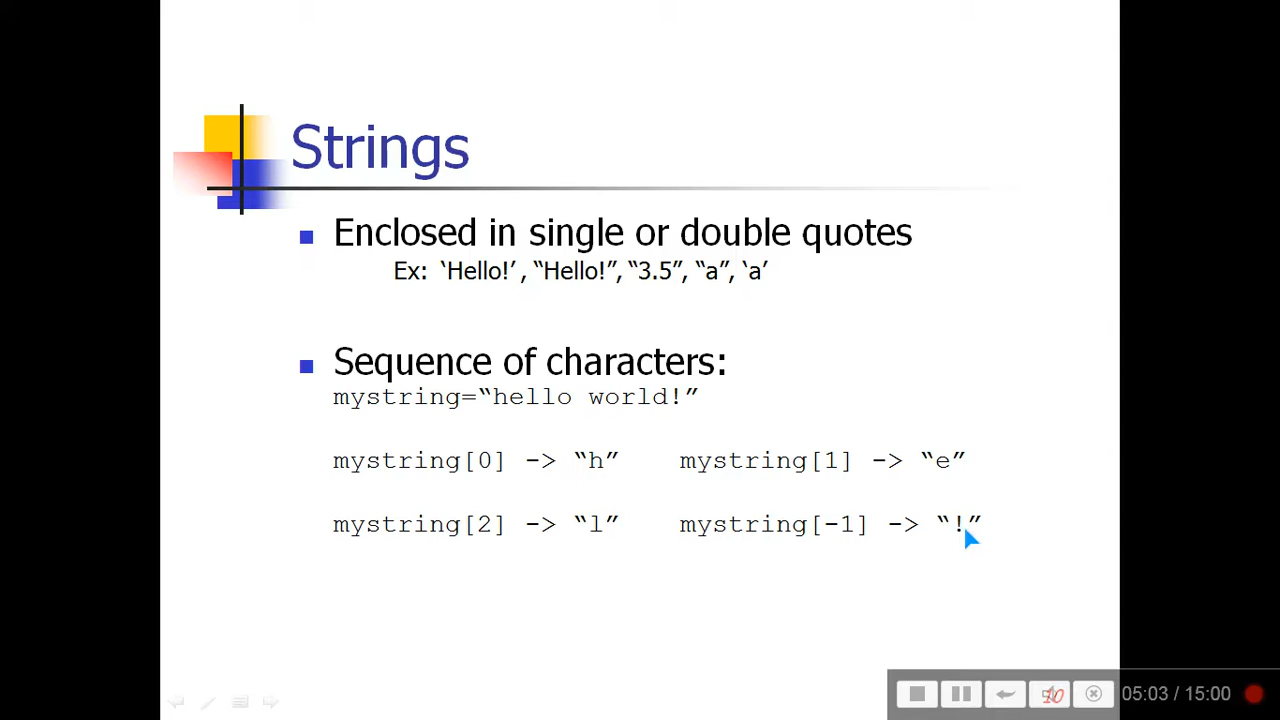 Strings
Enclosed in single or double quotes
Ex: ‘Hello!’, “Hello!”, “3.5”, “a”, ‘a’
Sequence of characters:
mystring=“hello world!”
mystring[0] -> “h” mystring[1] -> “e”
mystring[2] -> “l” mystring[-1] -> “!”
10 05:03 / 15:00